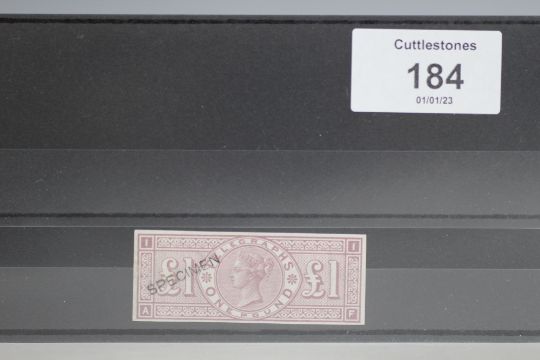 Cuttlestones
184
01/01/23
I TELEGRAPHS I
£1 SPECIMEN £1
A ONE POUND F